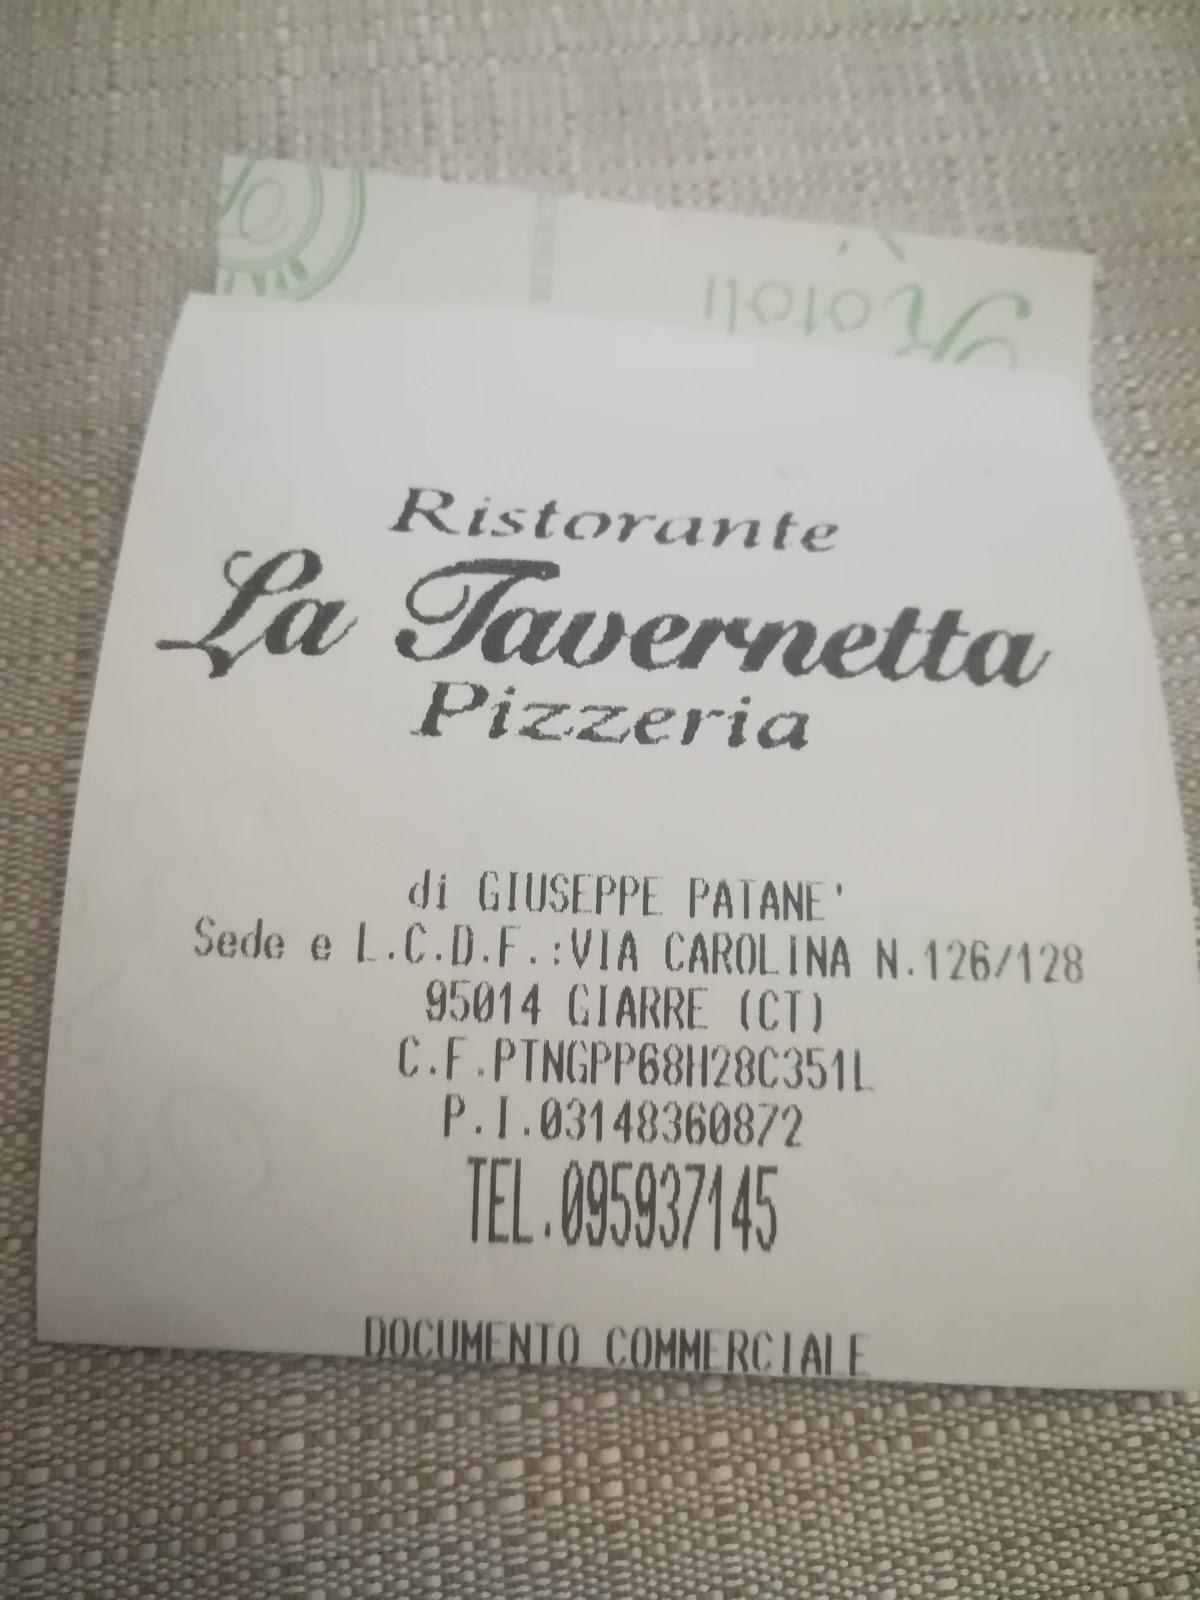 Rotoli
Ristorante
La Tavernetta
Pizzeria
di GIUSEPPE PATANE'
Sede e L.C.D.F.:VIA CAROLINA N.126/128
95014 GIARRE (CT)
C.F.PTNGPP68H28C351L
P.I.03148360872
TEL.095937145
DOCUMENTO COMMERCIALE